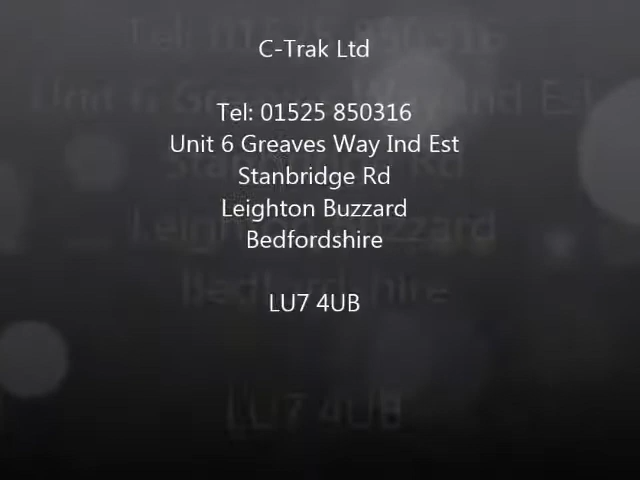 C-Trak Ltd
Tel: 01525 850316
Unit 6 Greaves Way Ind Est
Stanbridge Rd
Leighton Buzzard
Bedfordshire
LU7 4UB